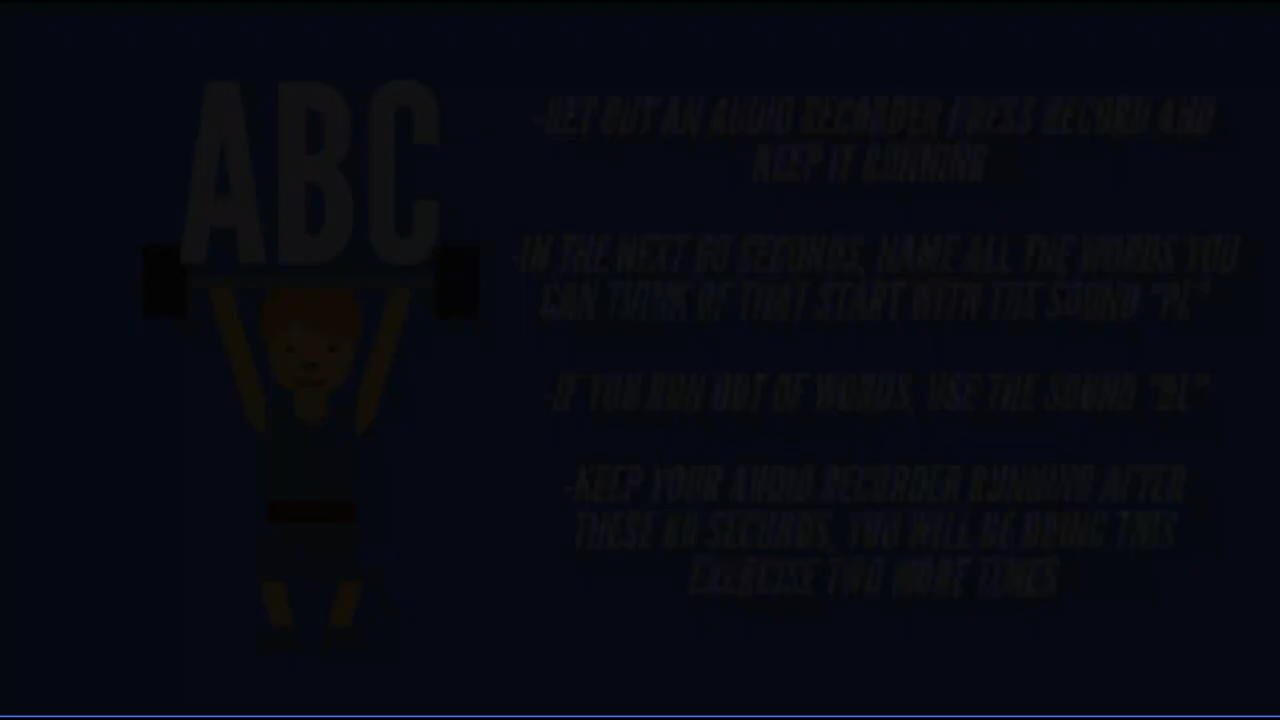 ABC
-GET OUT AN AUDIO RECORDER PRESS RECORD AND
KEEP IT RUNNING
-IN THE NEXT 60 SECONDS, NAME ALL THE WORDS YOU
CAN THINK OF THAT START WITH THE SOUND
-IF YOU RUN OUT OF WORDS, USE THE SOUND
-KEEP YOUR AUDIO RECORDER RUNNING AFTER
THESE 60 SECONDS, YOU WILL BE DOING THIS
EXERCISE TWO MORE TIMES